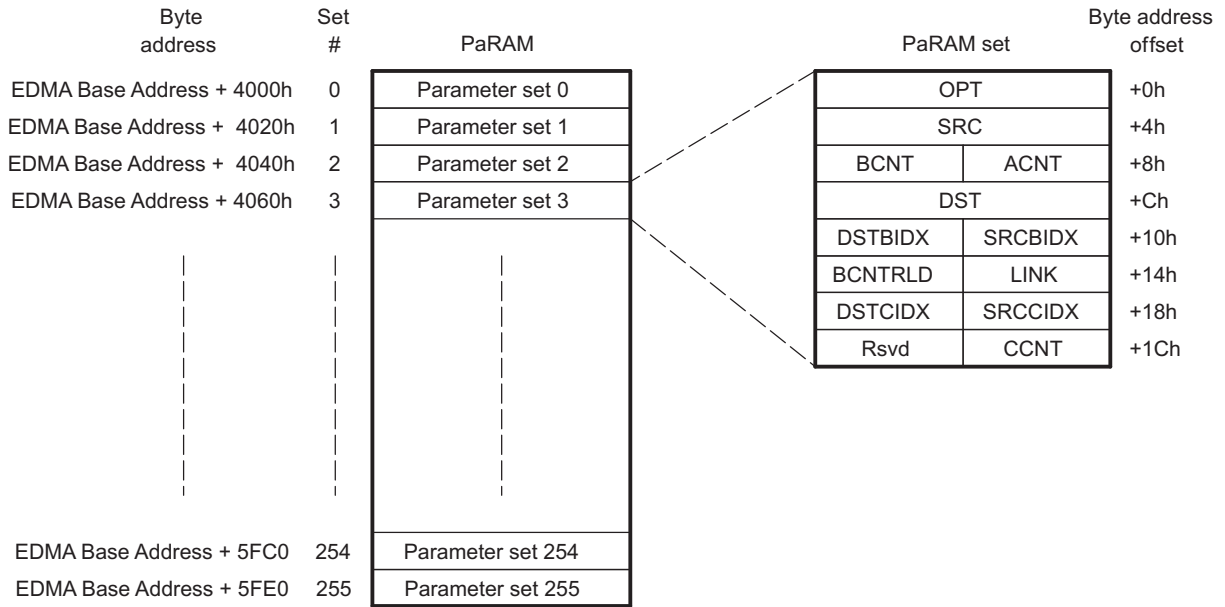 Byte address Set # PaRAM PaRAM set Byte address offset
EDMA Base Address + 4000h 0 Parameter set 0 OPT +0h
EDMA Base Address + 4020h 1 Parameter set 1 SRC +4h
EDMA Base Address + 4040h 2 Parameter set 2 BCNT ACNT +8h
EDMA Base Address + 4060h 3 Parameter set 3 DST +Ch
DSTBIDX SRCBIDX +10h
BCNTRLD LINK +14h
DSTCIDX SRCCIDX +18h
Rsvd CCNT +1Ch
EDMA Base Address + 5FC0 254 Parameter set 254
EDMA Base Address + 5FE0 255 Parameter set 255